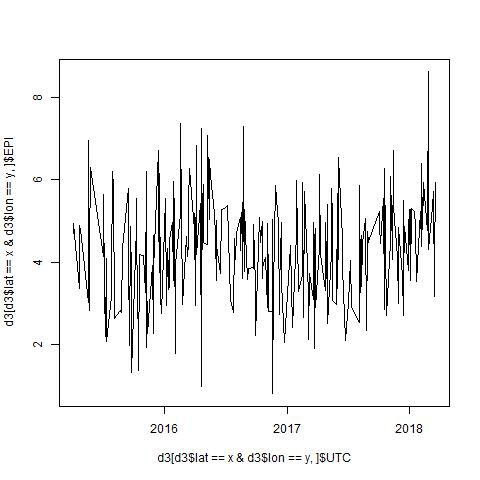 d3[d3$lat == x & d3$lon == y, ]$EPI
8
6
4
2
2016 2017 2018
d3[d3$lat == x & d3$lon == y, ]$UTC